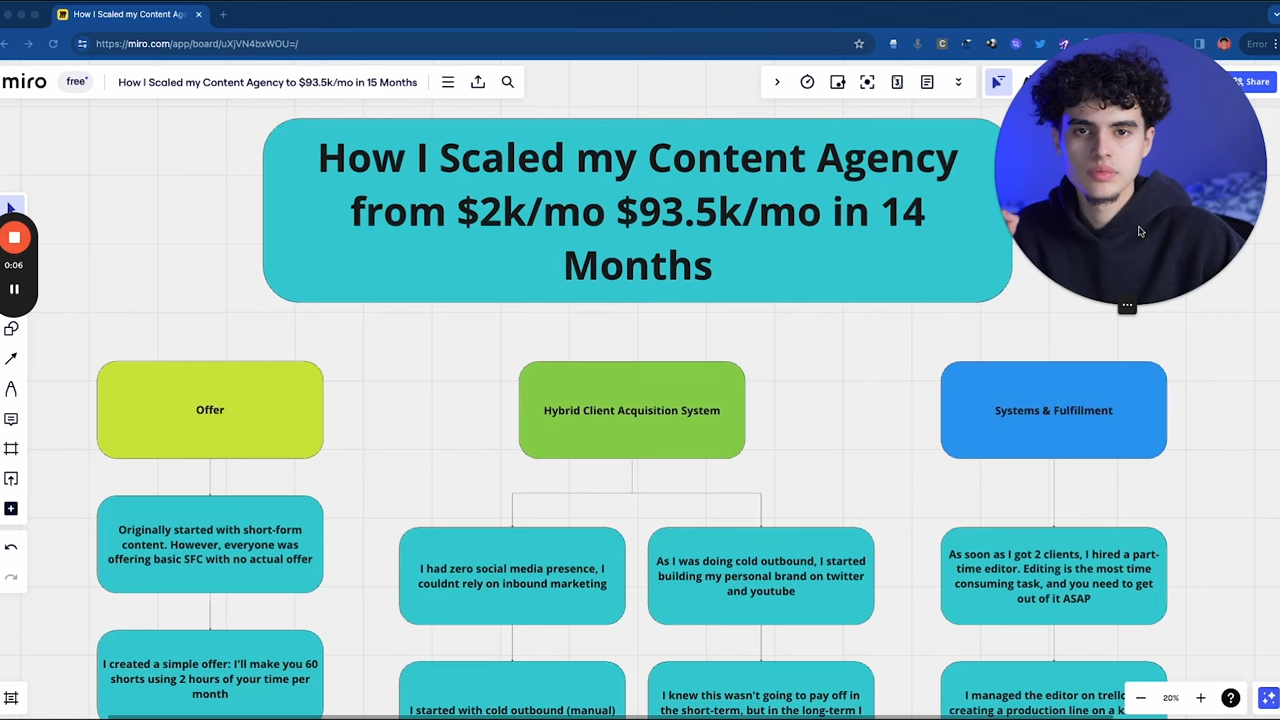 How I Scaled my Content Age
https://miro.com/app/board/uXjVN4bxWOU=/
Error
miro
free
How I Scaled my Content Agency to $93.5k/mo in 15 Months
Share
How I Scaled my Content Agency
from $2k/mo $93.5k/mo in 14
Months
0:06
Offer
Hybrid Client Acquisition System
Systems & Fulfillment
Originally started with short-form
content. However, everyone was
offering basic SFC with no actual offer
I had zero social media presence, I
couldnt rely on inbound marketing
As I was doing cold outbound, I started
building my personal brand on twitter
and youtube
As soon as I got 2 clients, I hired a part-
time editor. Editing is the most time
consuming task, and you need to get
out of it ASAP
I created a simple offer: I'll make you 60
shorts using 2 hours of your time per
month
I started with cold outbound (manual)
I knew this wasn't going to pay off in
the short-term, but in the long-term I
I managed the editor on trello
creating a production line on a k
20%